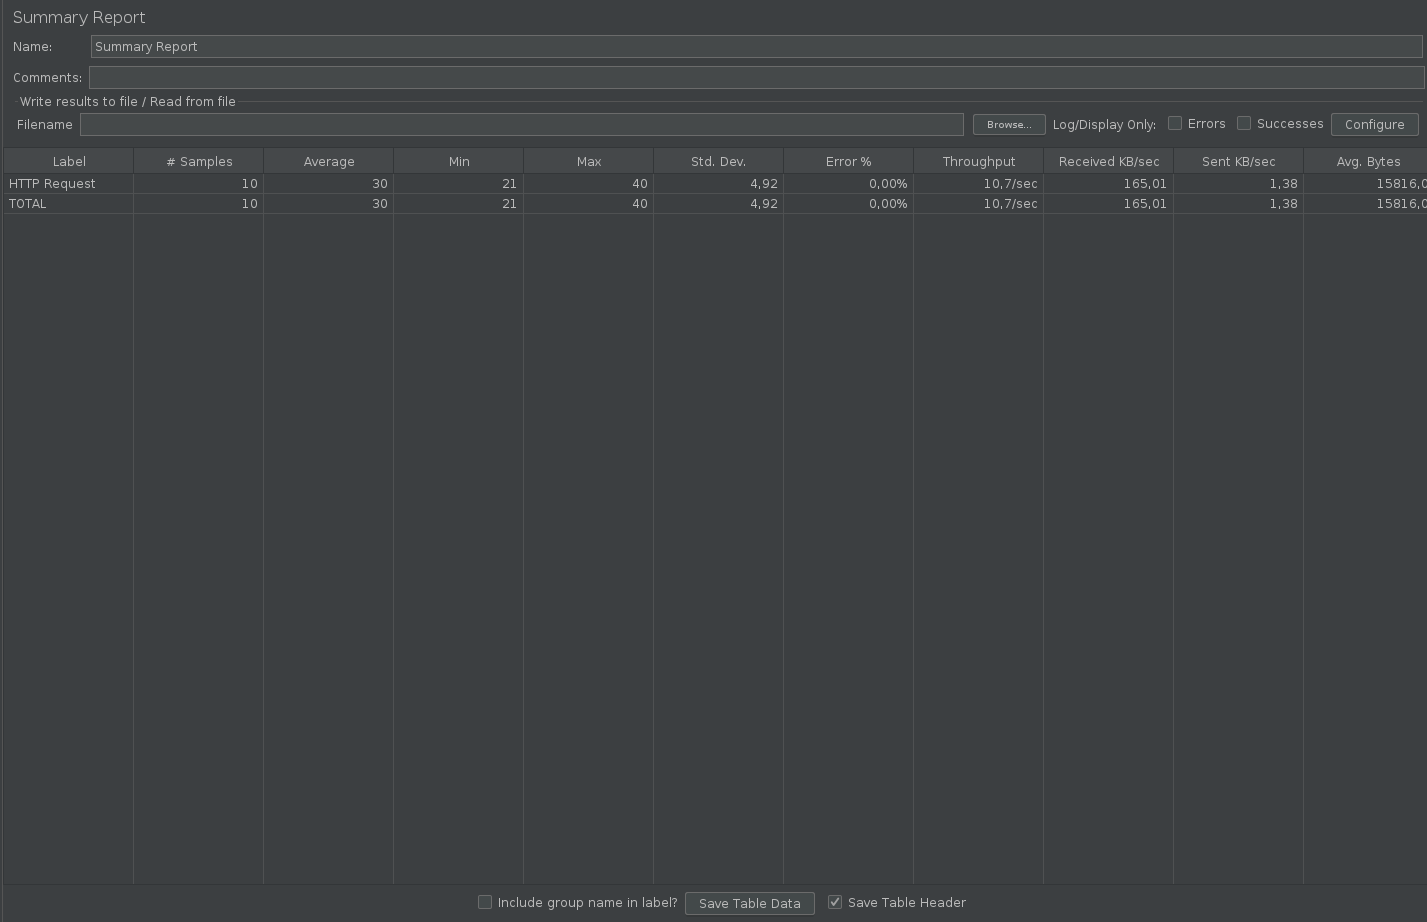 Summary Report
Name: Summary Report
Comments:
Write results to file / Read from file
Filename Browse... Log/Display Only: Errors Successes Configure
Label # Samples Average Min Max Std. Dev. Error % Throughput Received KB/sec Sent KB/sec Avg. Bytes
HTTP Request 10 30 21 40 4,92 0,00% 10,7/sec 165,01 1,38 15816,0
TOTAL 10 30 21 40 4,92 0,00% 10,7/sec 165,01 1,38 15816,0
Include group name in label? Save Table Data Save Table Header